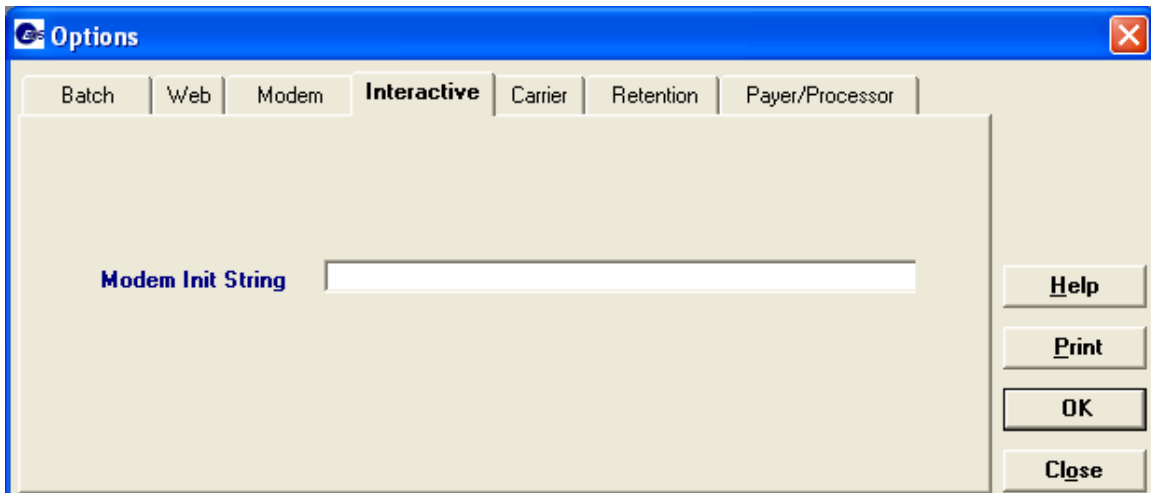 Options
Batch Web Modem Interactive Carrier Retention Payer/Processor
Modem Init String
Help
Print
OK
Close